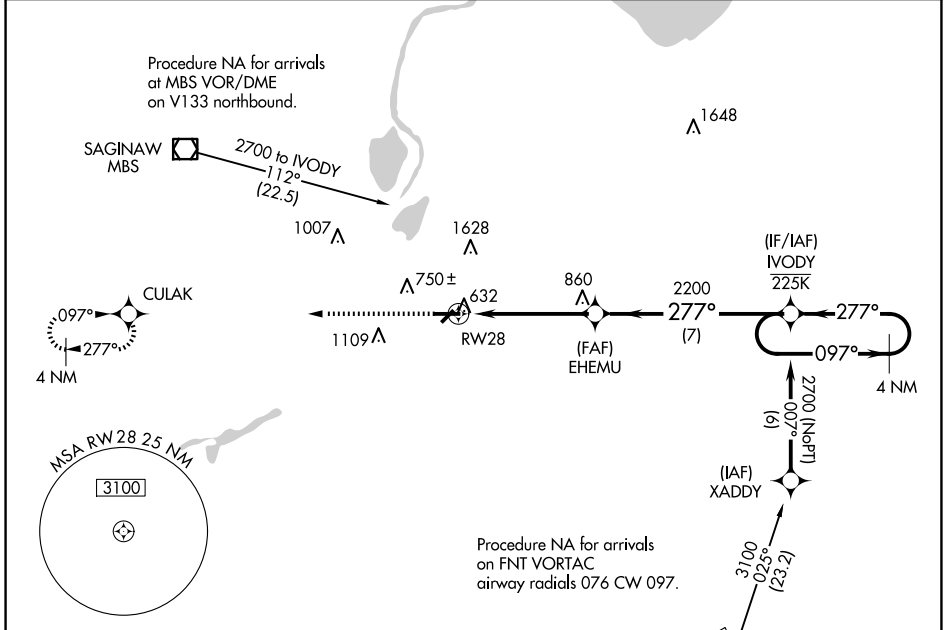 Procedure NA for arrivals
at MBS VOR/DME
on V133 northbound.
1648
SAGINAW
MBS
2700 to IVODY
112°
(22.5)
1007
1628
(IF/IAF)
IVODY
225K
750 ±
860
2200
CULAK
632
097°
277°
277°
277°
1109
RW28
(7)
097°
4 NM
(FAF)
EHEMU
4 NM
2700 (NoPT)
007°
(6)
MSA RW 28 25 NM
3100
(IAF)
XADDY
Procedure NA for arrivals
on FNT VORTAC
airway radials 076 CW 097.
3100
025°
(23.2)